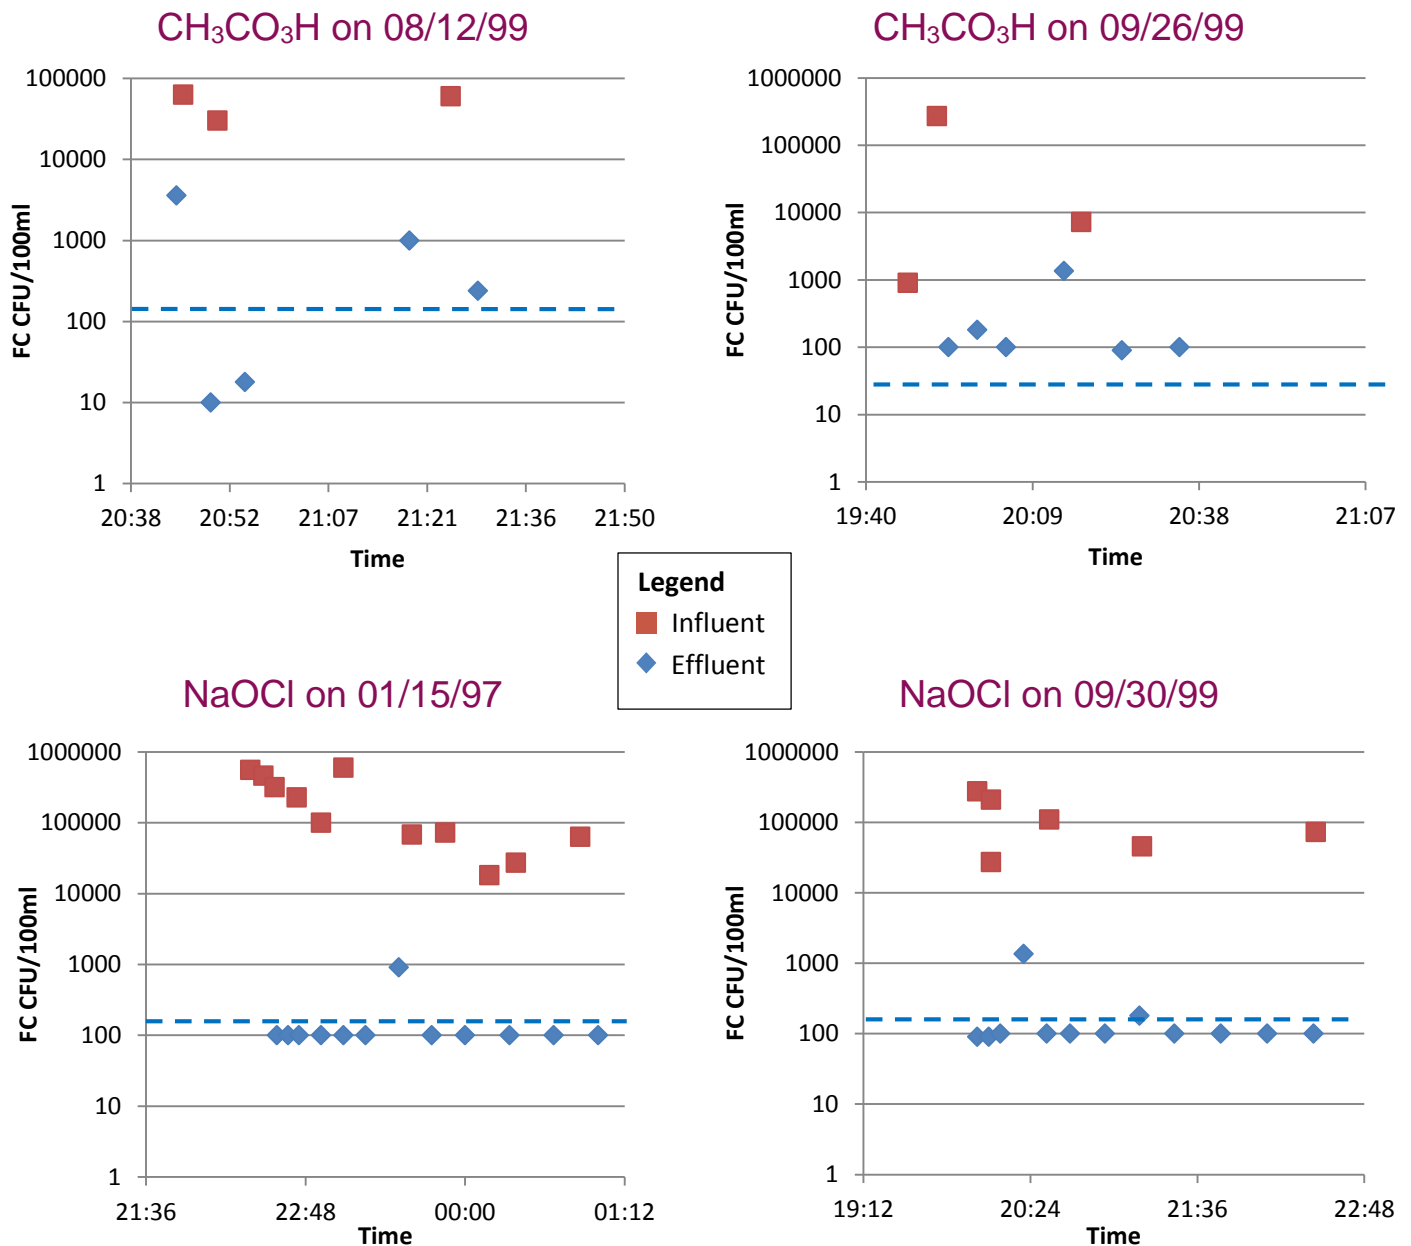 CH₃CO₃H on 08/12/99
FC CFU/100ml
100000
10000
1000
100
10
1
20:38 20:52 21:07 21:21 21:36 21:50
Time
CH₃CO₃H on 09/26/99
FC CFU/100ml
1000000
100000
10000
1000
100
10
1
19:40 20:09 20:38 21:07
Time
Legend
Influent
Effluent
NaOCl on 01/15/97
FC CFU/100ml
1000000
100000
10000
1000
100
10
1
21:36 22:48 00:00 01:12
Time
NaOCl on 09/30/99
FC CFU/100ml
1000000
100000
10000
1000
100
10
1
19:12 20:24 21:36 22:48
Time